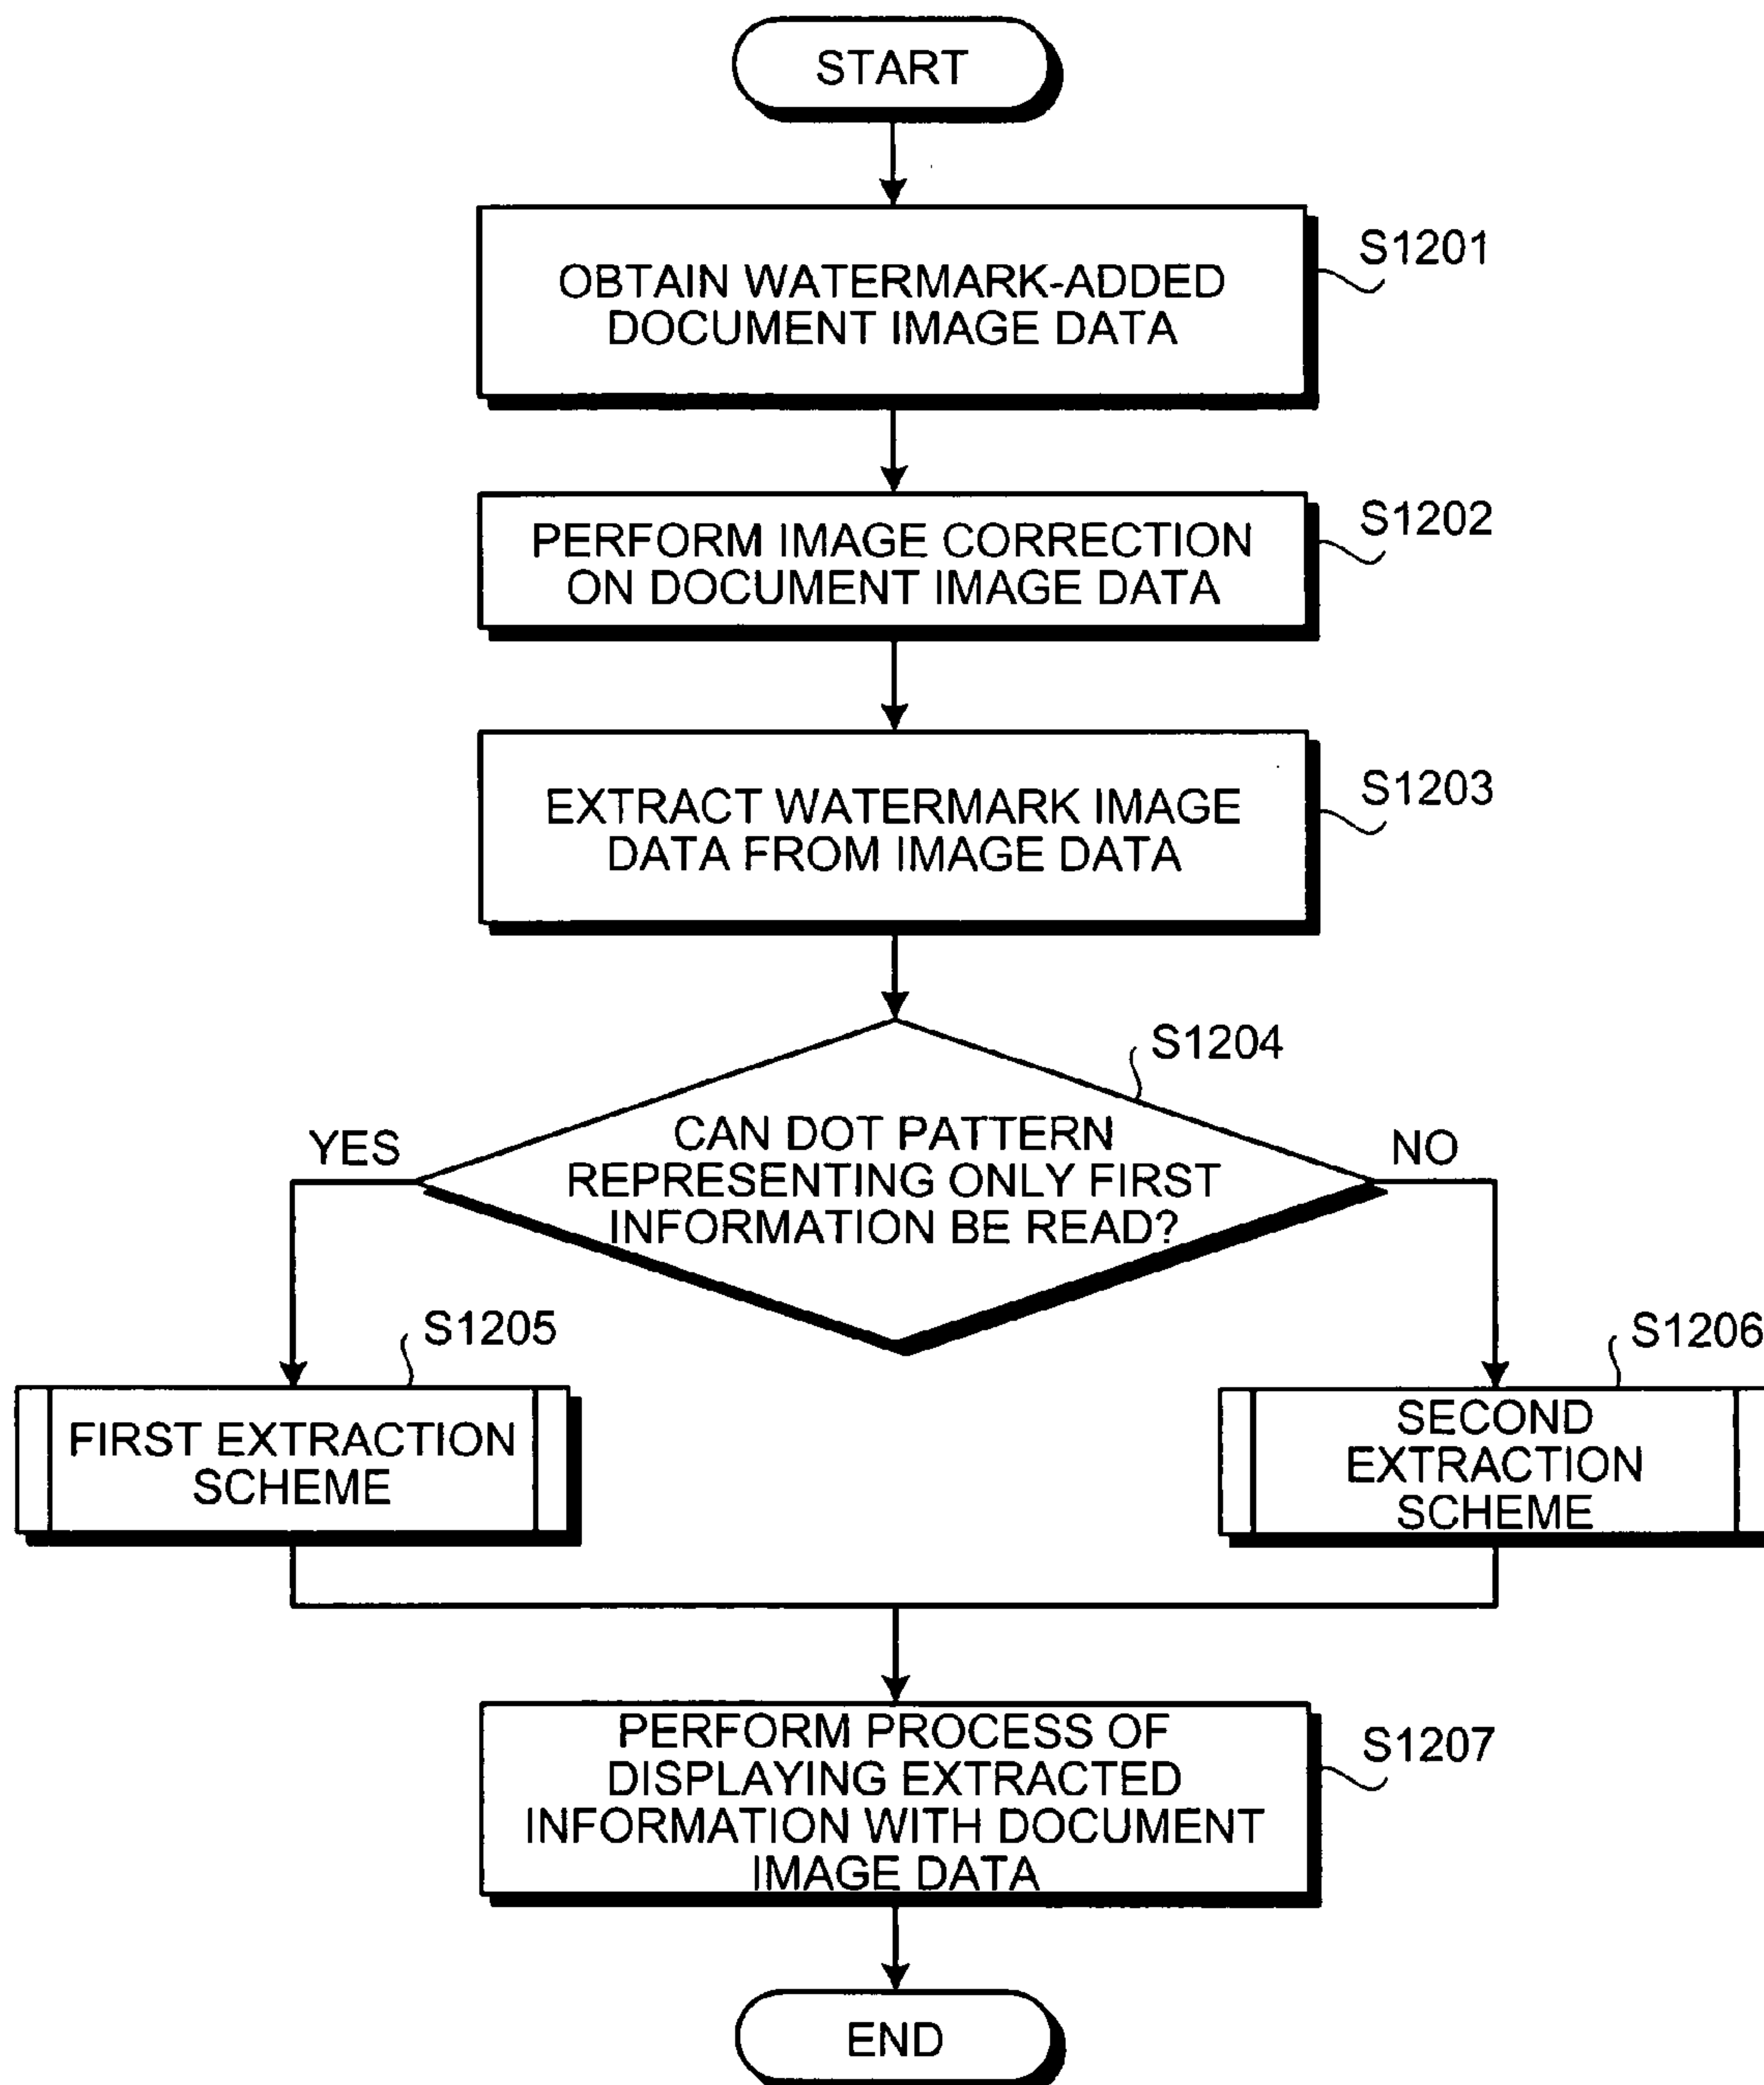 START
S1201
OBTAIN WATERMARK-ADDED
DOCUMENT IMAGE DATA
S1202
PERFORM IMAGE CORRECTION
ON DOCUMENT IMAGE DATA
S1203
EXTRACT WATERMARK IMAGE
DATA FROM IMAGE DATA
S1204
CAN DOT PATTERN
REPRESENTING ONLY FIRST
INFORMATION BE READ?
YES
NO
S1205
FIRST EXTRACTION
SCHEME
S1206
SECOND
EXTRACTION
SCHEME
S1207
PERFORM PROCESS OF
DISPLAYING EXTRACTED
INFORMATION WITH DOCUMENT
IMAGE DATA
END